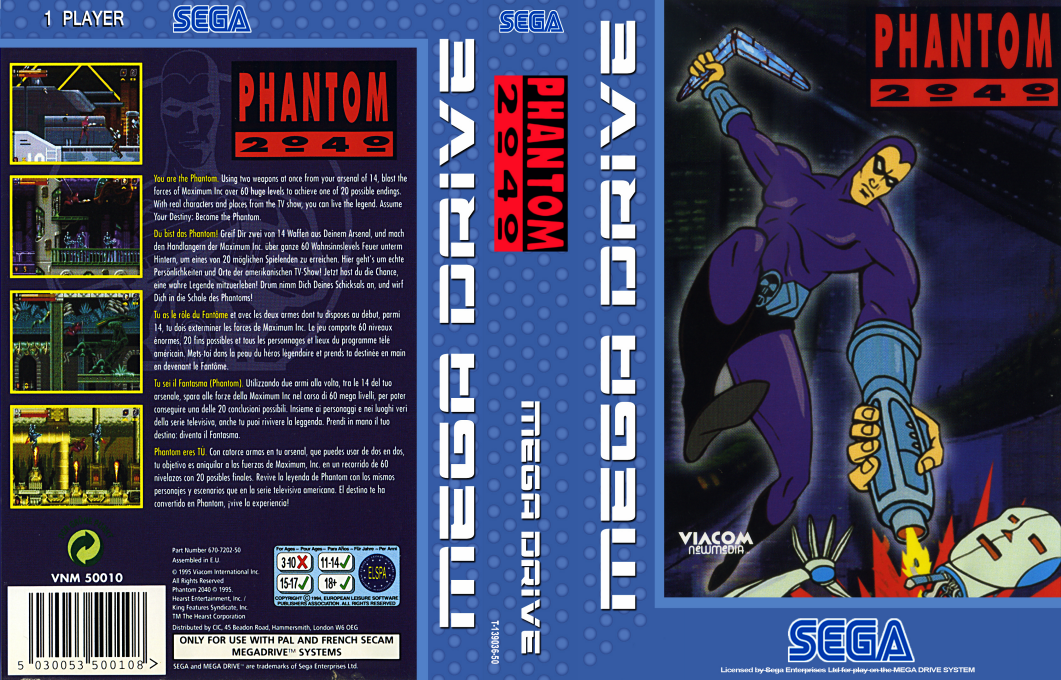 1 PLAYER
SEGA
PHANTOM
2040
You are the Phantom. Using two weapons at once from your arsenal of 14, blast the
forces of Maximum Inc over 60 huge levels to achieve one of 20 possible endings.
With real characters and places from the TV show, you can live the legend. Assume
Your Destiny: Become the Phantom.
Du bist das Phantom! Greif Dir zwei von 14 Waffen aus Deinem Arsenal, und mach
den Handlangern der Maximum Inc. über ganze 60 Wahnsinnslevels Feuer unterm
Hintern, um eines von 20 möglichen Spielenden zu erreichen. Hier geht's um echte
Persönlichkeiten und Orte der amerikanischen TV-Show! Jetzt hast du die Chance,
eine wahre Legende mitzuerleben! Drum nimm Dich Deines Schicksals an, und wirf
Dich in die Schale des Phantoms!
Tu as le rôle du Fantôme et avec les deux armes dont tu disposes au début, parmi
14, tu dois exterminer les forces de Maximum Inc. Le jeu comporte 60 niveaux
énormes, 20 fins possibles et tous les personnages et lieux du programme télé
américain. Mets-toi dans la peau du héros légendaire et prends ta destinée en main
en devenant le Fantôme.
Tu sei il Fantasma (Phantom). Utilizzando due armi alla volta, tra le 14 del tuo
arsenale, spara alle forze della Maximum Inc nel corso di 60 mega livelli, per poter
conseguire una delle 20 conclusioni possibili. Insieme ai personaggi e nei luoghi veri
della serie televisiva, anche tu puoi rivivere la leggenda. Prendi in mano il tuo
destino: diventa il Fantasma.
Phantom eres TÚ. Con catorce armas en tu arsenal, que puedes usar de dos en dos,
tu objetivo es aniquilar a las fuerzas de Maximum, Inc. en un recorrido de 60
nivelazos con 20 posibles finales. Revive la leyenda de Phantom con los mismos
personajes y escenarios que en la serie televisiva americana. El destino te ha
convertido en Phantom, ¡vive la experiencia!
VNM 50010
5 030053 500108 >
Part Number 670-7202-50
Assembled in E.U.
© 1995 Viacom International Inc.
All Rights Reserved
Phantom 2040 © 1995.
Hearst Entertainment, Inc. /
King Features Syndicate, Inc.
TM The Hearst Corporation
Distributed by CIC, 45 Beadon Road, Hammersmith, London W6 OEG
For Ages – Pour Ages – Para Años – Für Jahre – Per Anni
3-10 11-14
15-17 18+
ELSPA
COPYRIGHT © 1994, EUROPEAN LEISURE SOFTWARE
PUBLISHERS ASSOCIATION. ALL RIGHTS RESERVED
ONLY FOR USE WITH PAL AND FRENCH SECAM
MEGADRIVE™ SYSTEMS
SEGA and MEGA DRIVE™ are trademarks of Sega Enterprises Ltd.
MEGA DRIVE
SEGA
PHANTOM
2040
MEGA DRIVE
T-139036-50
MEGA DRIVE
PHANTOM
2040
VIACOM
newmedia
SEGA
Licensed by Sega Enterprises Ltd for play on the MEGA DRIVE SYSTEM